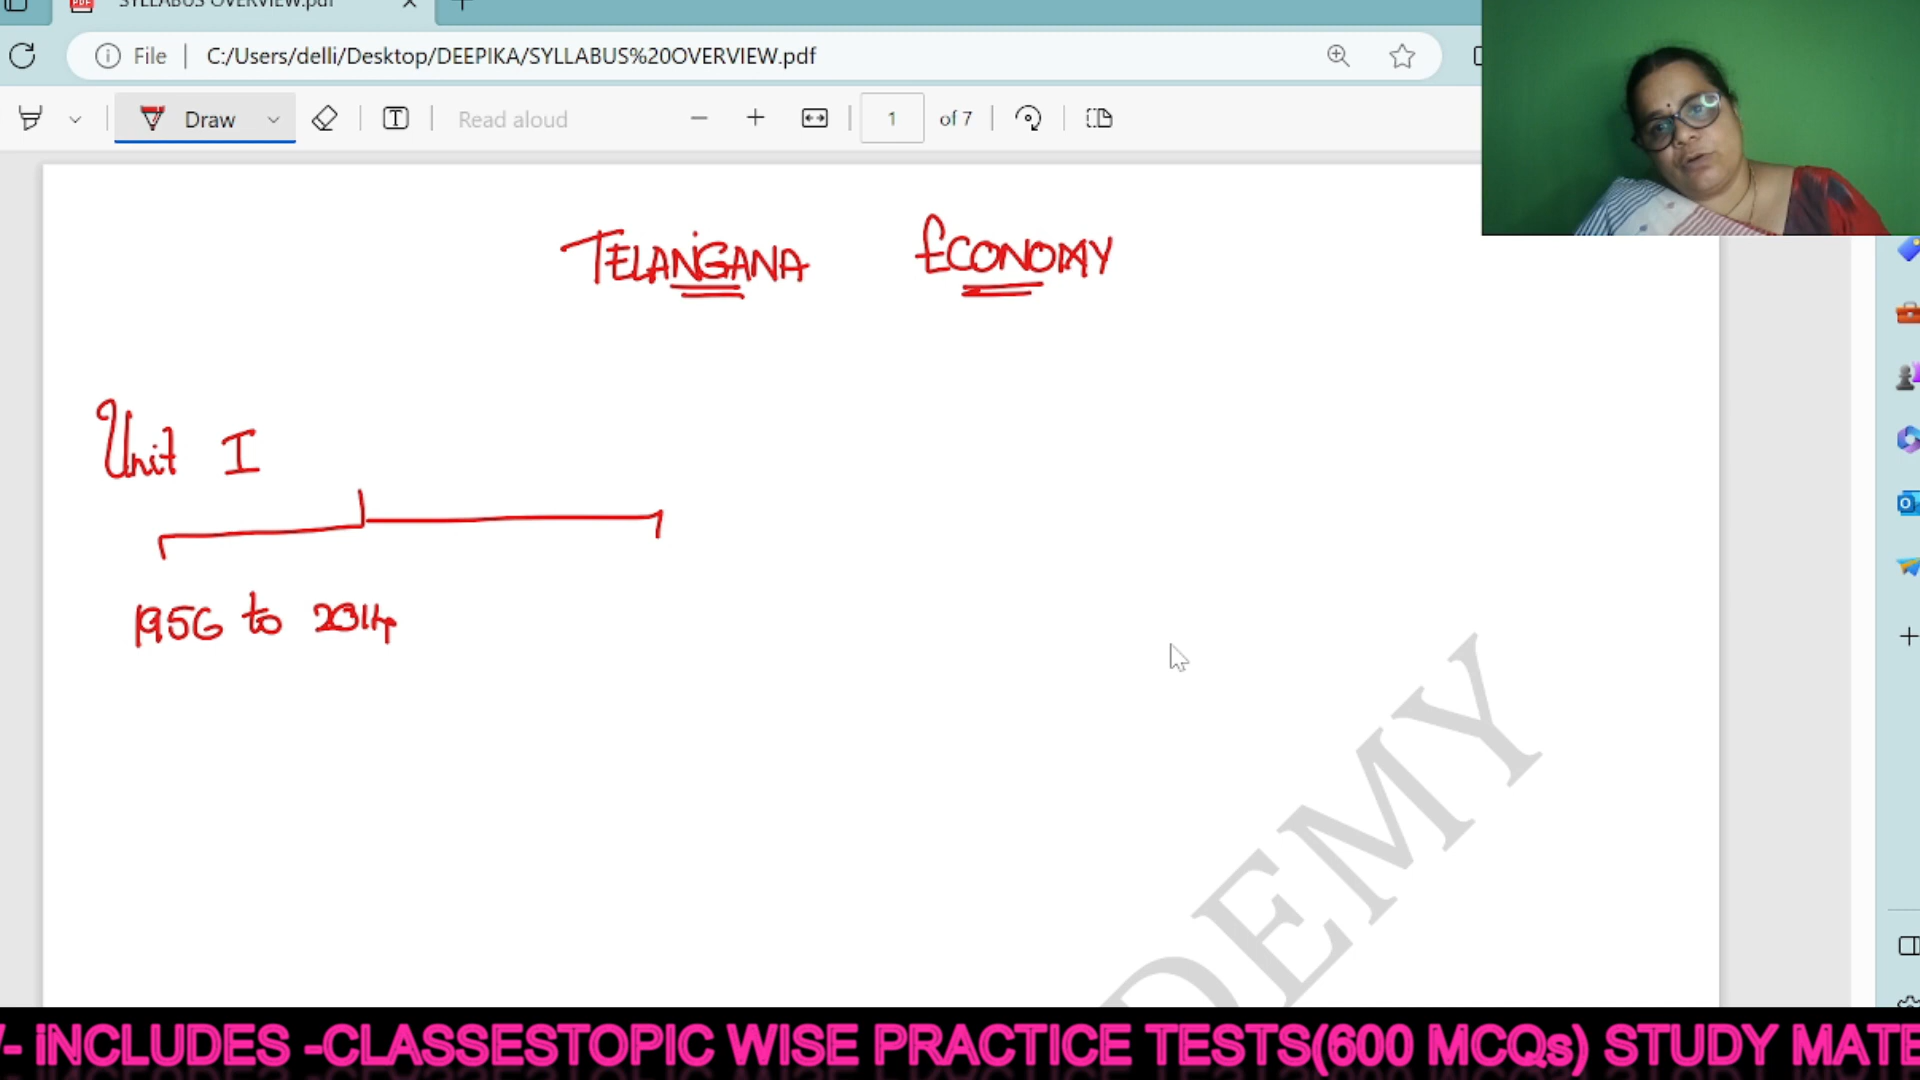 SYLLABUS OVERVIEW.pdf
File C:/Users/delli/Desktop/DEEPIKA/SYLLABUS%20OVERVIEW.pdf
Draw Read aloud 1 of 7
TELANGANA ECONOMY
Unit I
1956 to 2014
DEMY
- iNCLUDES -CLASSESTOPIC WISE PRACTICE TESTS(600 MCQs) STUDY MATE